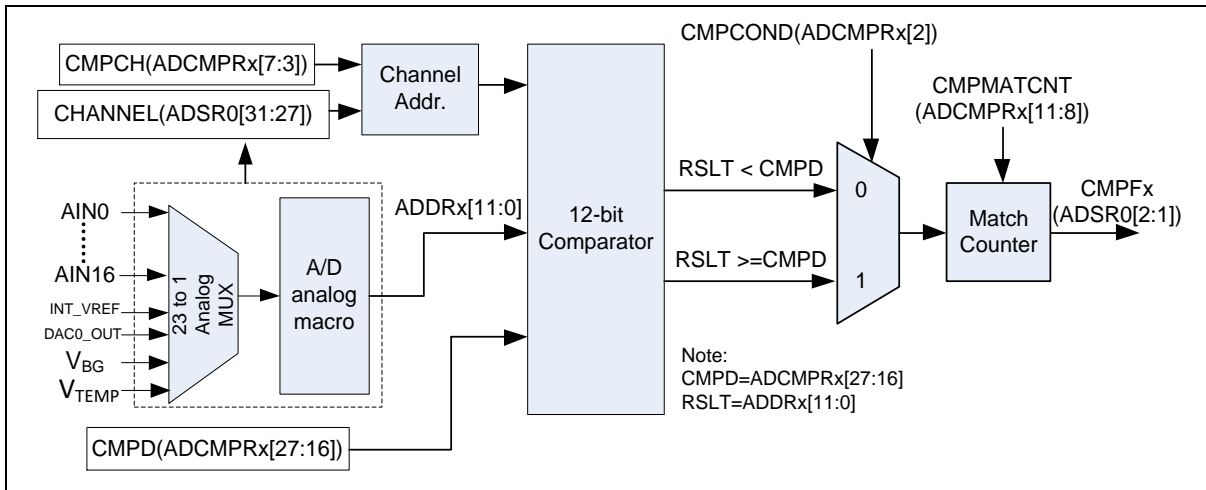 CMPCOND(ADCMPRx[2])
CMPCH(ADCMPRx[7:3])
Channel
Addr.
CHANNEL(ADSR0[31:27])
CMPMATCNT
(ADCMPRx[11:8])
AIN0
AIN16
INT_VREF
DAC0_OUT
VBG
VTEMP
23 to 1
Analog
MUX
A/D
analog
macro
ADDRx[11:0]
12-bit
Comparator
RSLT < CMPD
RSLT >=CMPD
0
1
Match
Counter
CMPFx
(ADSR0[2:1])
Note:
CMPD=ADCMPRx[27:16]
RSLT=ADDRx[11:0]
CMPD(ADCMPRx[27:16])